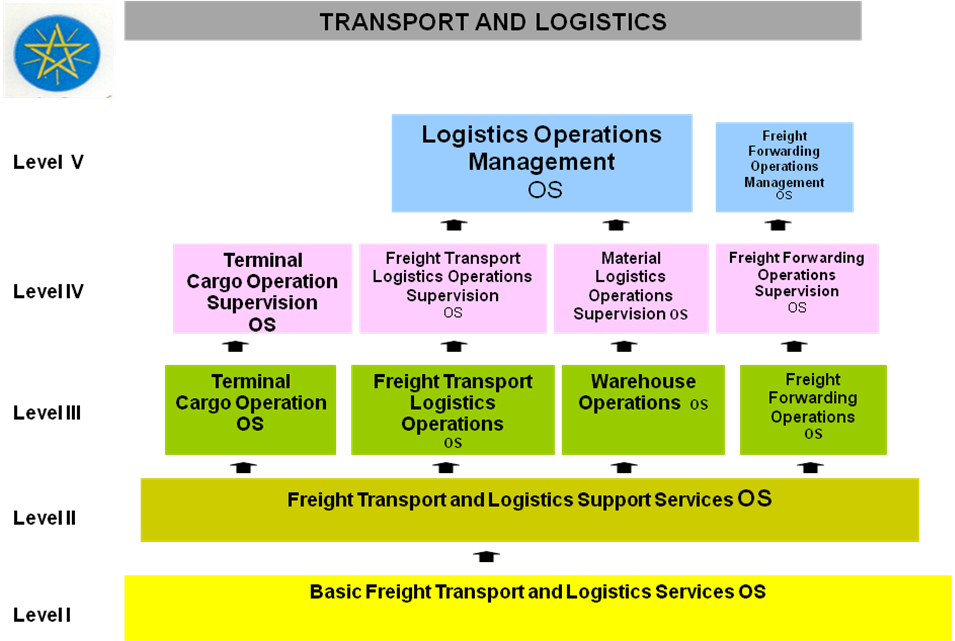 TRANSPORT AND LOGISTICS
Level V
Logistics Operations
Management
OS
Freight
Forwarding
Operations
Management
OS
Level IV
Terminal
Cargo Operation
Supervision
OS
Freight Transport
Logistics Operations
Supervision
OS
Material
Logistics
Operations
Supervision OS
Freight Forwarding
Operations
Supervision
OS
Level III
Terminal
Cargo Operation
OS
Freight Transport
Logistics
Operations
OS
Warehouse
Operations OS
Freight
Forwarding
Operations
OS
Level II
Freight Transport and Logistics Support Services OS
Level I
Basic Freight Transport and Logistics Services OS